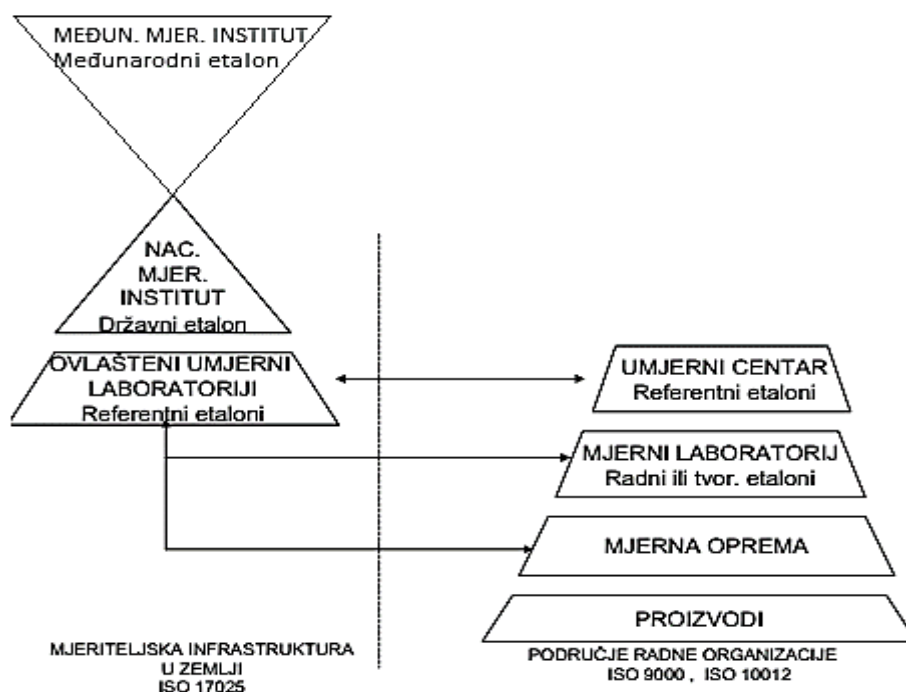 MEĐUN. MJER. INSTITUT
Međunarodni etalon
NAC.
MJER.
INSTITUT
Državni etalon
OVLAŠTENI UMJERNI
LABORATORIJI
Referentni etaloni
UMJERNI CENTAR
Referentni etaloni
MJERNI LABORATORIJ
Radni ili tvor. etaloni
MJERNA OPREMA
PROIZVODI
MJERITELJSKA INFRASTRUKTURA
U ZEMLJI
ISO 17025
PODRUČJE RADNE ORGANIZACIJE
ISO 9000 , ISO 10012